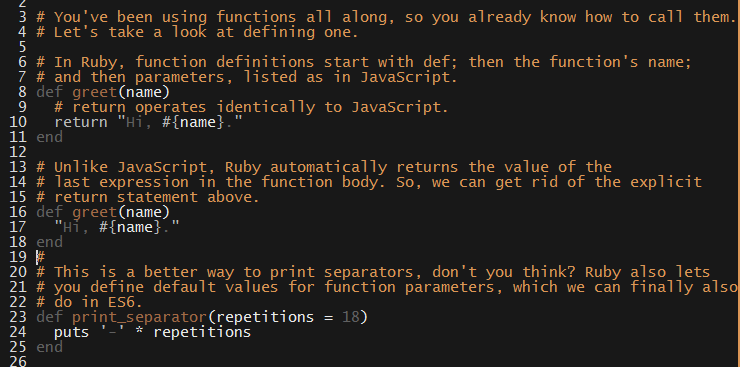 2
3 # You've been using functions all along, so you already know how to call them.
4 # Let's take a look at defining one.
5
6 # In Ruby, function definitions start with def; then the function's name;
7 # and then parameters, listed as in JavaScript.
8 def greet(name)
9   # return operates identically to JavaScript.
10   return "Hi, #{name}."
11 end
12
13 # Unlike JavaScript, Ruby automatically returns the value of the
14 # last expression in the function body. So, we can get rid of the explicit
15 # return statement above.
16 def greet(name)
17   "Hi, #{name}."
18 end
19 #
20 # This is a better way to print separators, don't you think? Ruby also lets
21 # you define default values for function parameters, which we can finally also
22 # do in ES6.
23 def print_separator(repetitions = 18)
24   puts '-' * repetitions
25 end
26